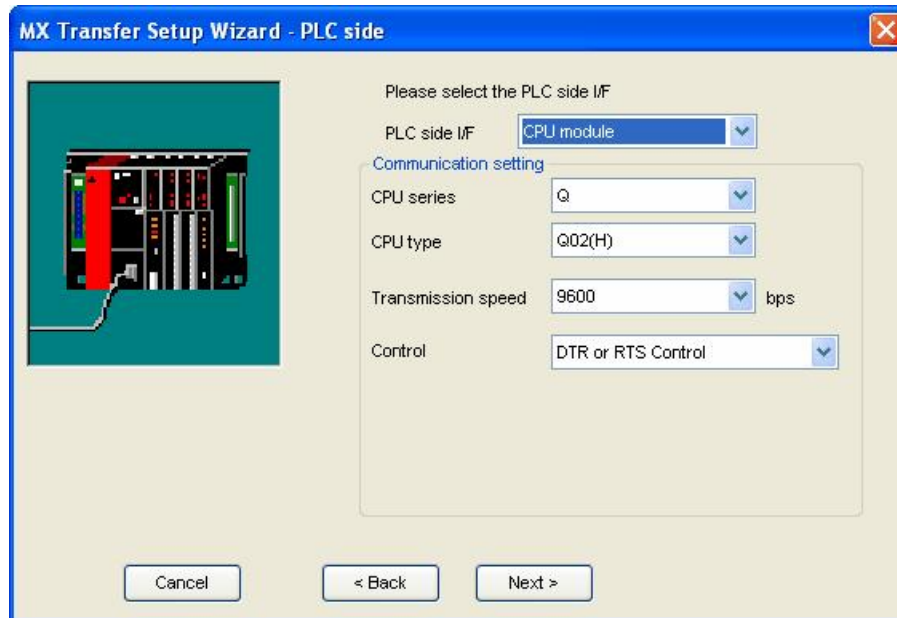 MX Transfer Setup Wizard - PLC side
Please select the PLC side I/F
PLC side I/F CPU module
Communication setting
CPU series Q
CPU type Q02(H)
Transmission speed 9600 bps
Control DTR or RTS Control
Cancel < Back Next >